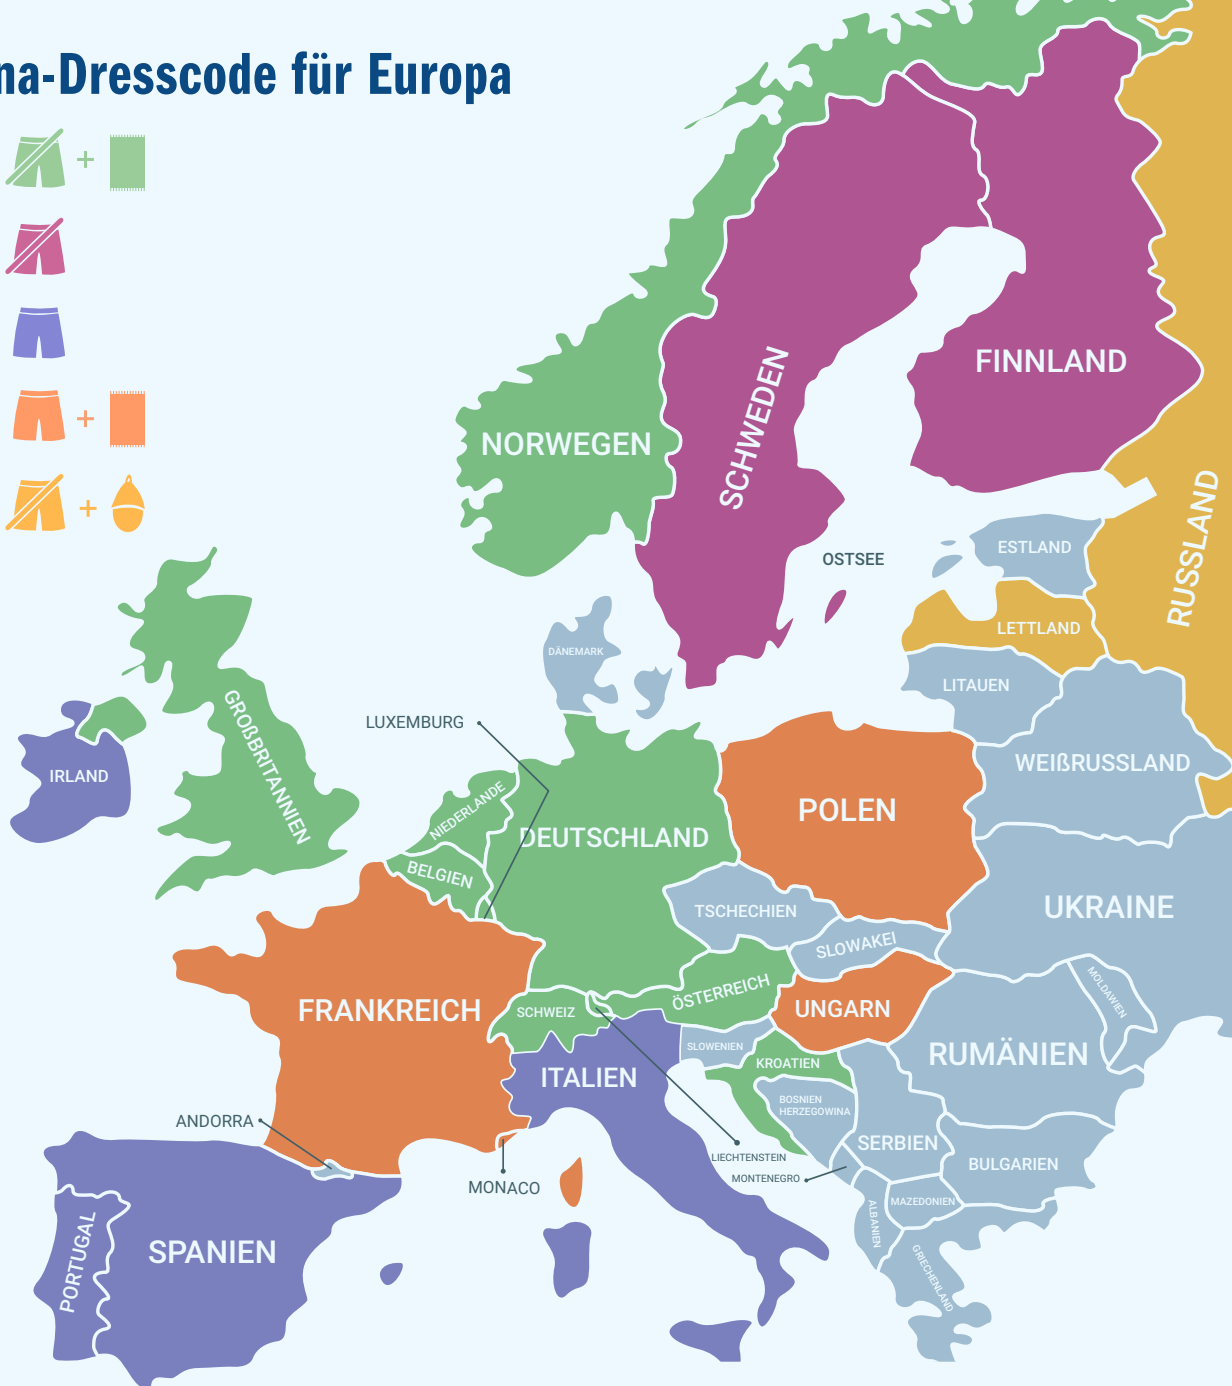 na-Dresscode für Europa
+
+
+
NORWEGEN
SCHWEDEN
FINNLAND
RUSSLAND
OSTSEE
ESTLAND
LETTLAND
LITAUEN
DÄNEMARK
IRLAND
GROßBRITANNIEN
LUXEMBURG
NIEDERLANDE
BELGIEN
DEUTSCHLAND
POLEN
WEIßRUSSLAND
UKRAINE
TSCHECHIEN
SLOWAKEI
MOLDAWIEN
FRANKREICH
SCHWEIZ
ÖSTERREICH
UNGARN
RUMÄNIEN
SLOWENIEN
KROATIEN
ITALIEN
BOSNIEN
HERZEGOWINA
SERBIEN
BULGARIEN
ANDORRA
MONACO
LIECHTENSTEIN
MONTENEGRO
MAZEDONIEN
ALBANIEN
GRIECHENLAND
SPANIEN
PORTUGAL